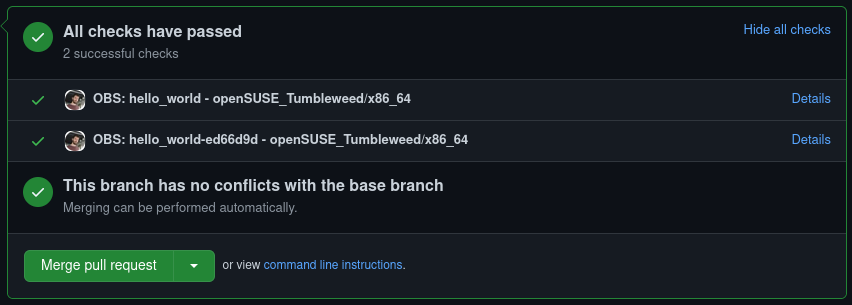 All checks have passed
Hide all checks
2 successful checks
OBS: hello_world - openSUSE_Tumbleweed/x86_64
Details
OBS: hello_world-ed66d9d - openSUSE_Tumbleweed/x86_64
Details
This branch has no conflicts with the base branch
Merging can be performed automatically.
Merge pull request
or view command line instructions.